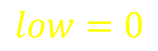 low = 0